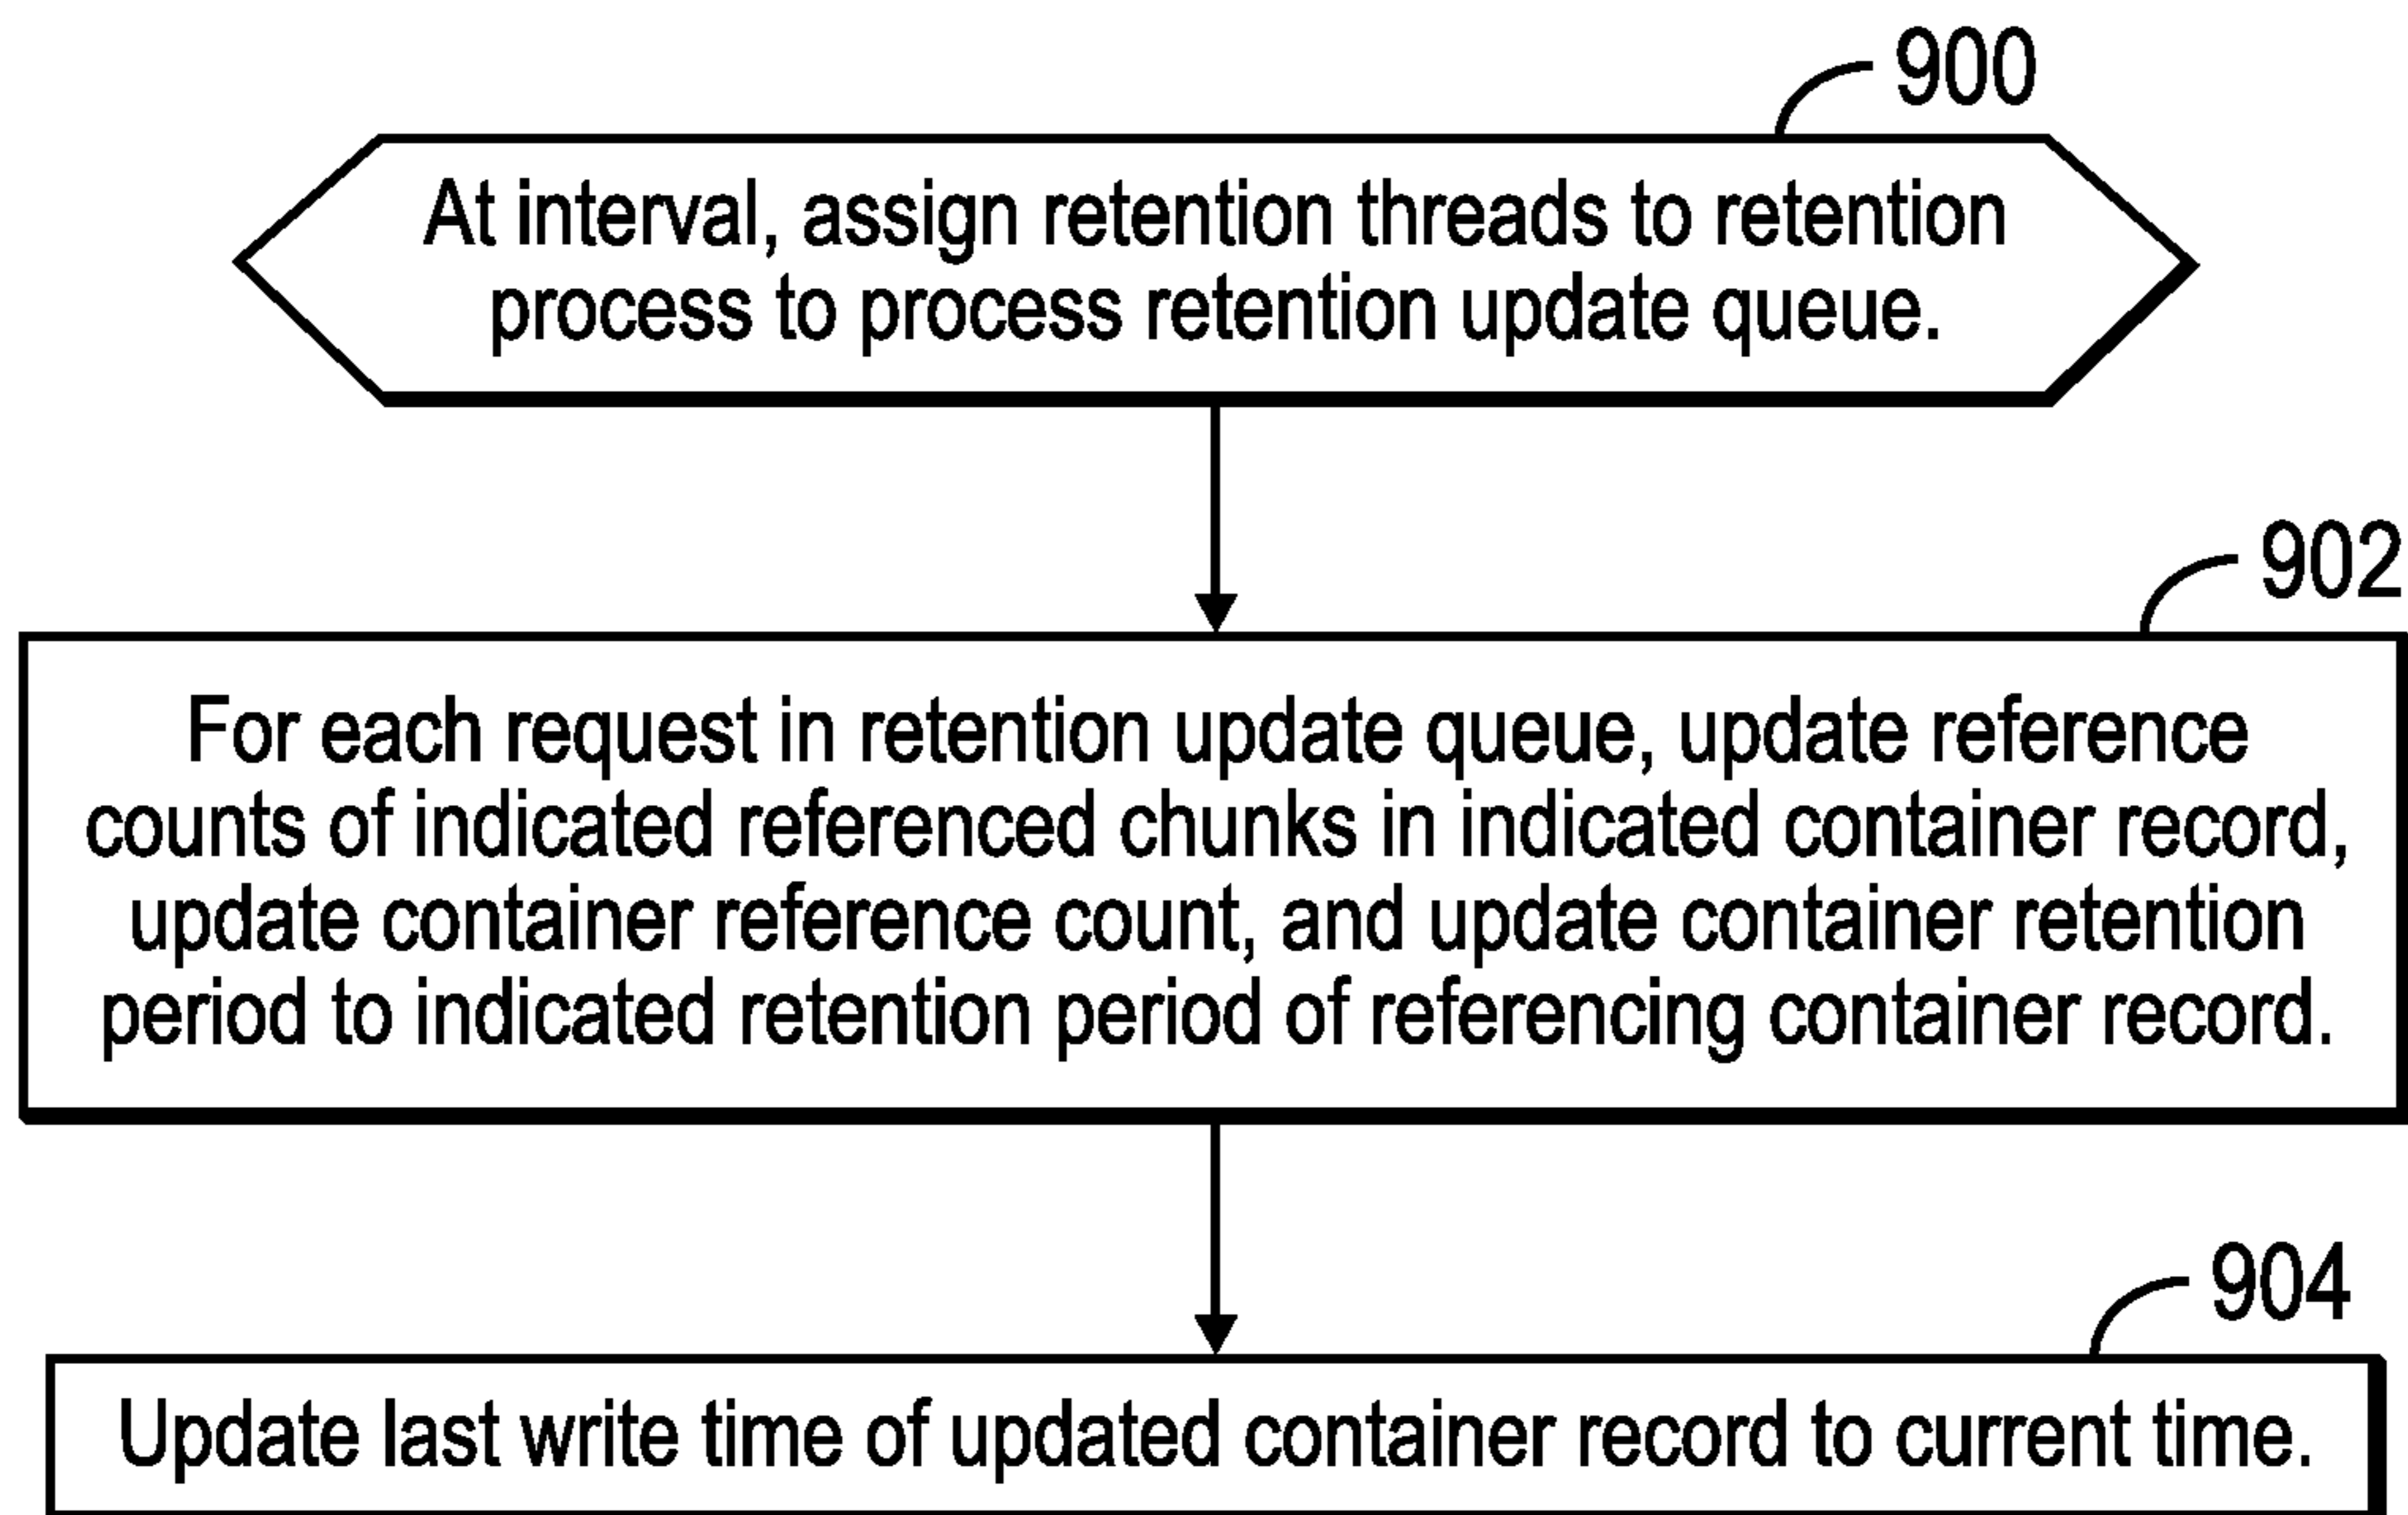 900
At interval, assign retention threads to retention
process to process retention update queue.
902
For each request in retention update queue, update reference
counts of indicated referenced chunks in indicated container record,
update container reference count, and update container retention
period to indicated retention period of referencing container record.
904
Update last write time of updated container record to current time.